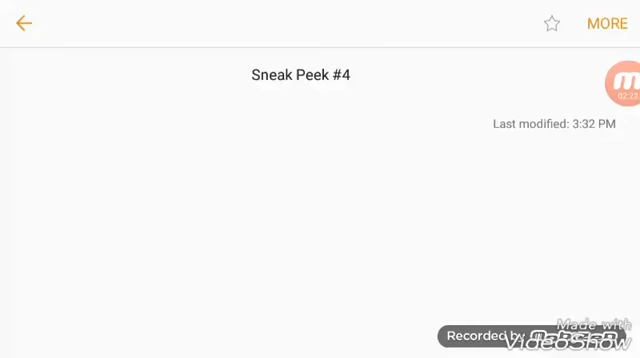 MORE
Sneak Peek #4
02:23
Last modified: 3:32 PM
Made with
Recorded by
VideoShow